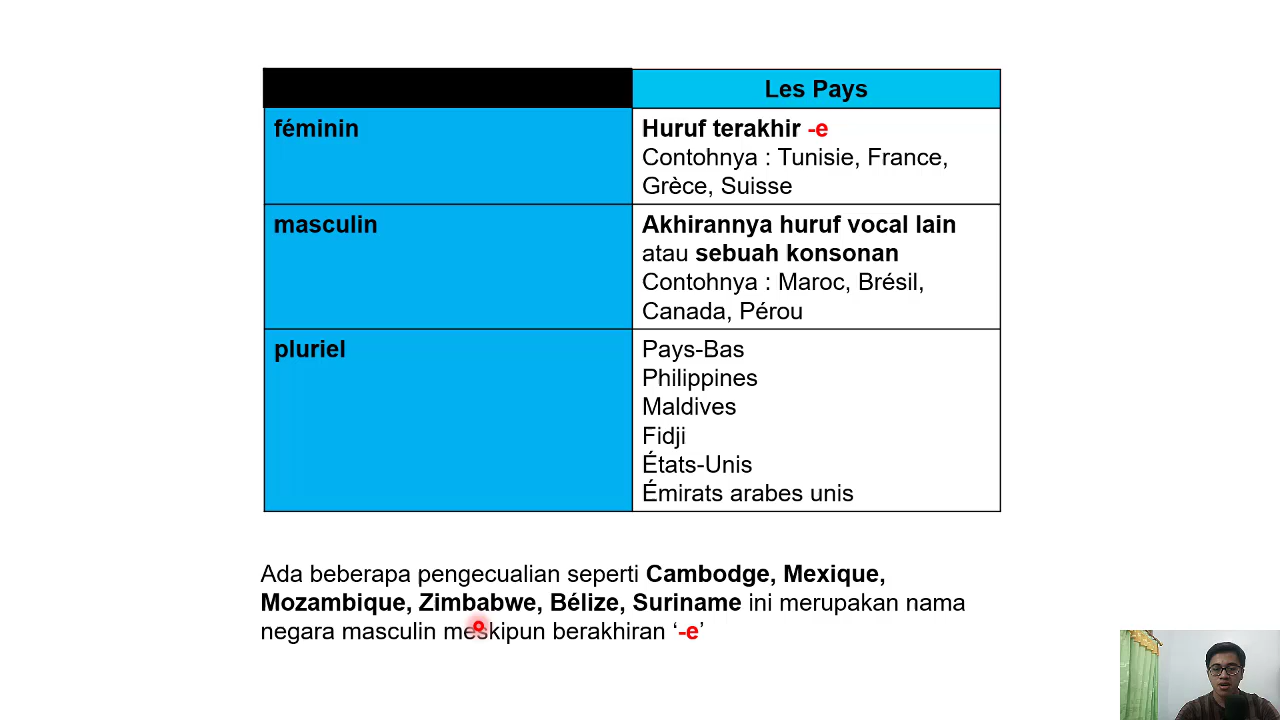 Les Pays
féminin
Huruf terakhir -e
Contohnya : Tunisie, France,
Grèce, Suisse
masculin
Akhirannya huruf vocal lain
atau sebuah konsonan
Contohnya : Maroc, Brésil,
Canada, Pérou
pluriel
Pays-Bas
Philippines
Maldives
Fidji
États-Unis
Émirats arabes unis
Ada beberapa pengecualian seperti Cambodge, Mexique,
Mozambique, Zimbabwe, Bélize, Suriname ini merupakan nama
negara masculin meskipun berakhiran ‘-e’